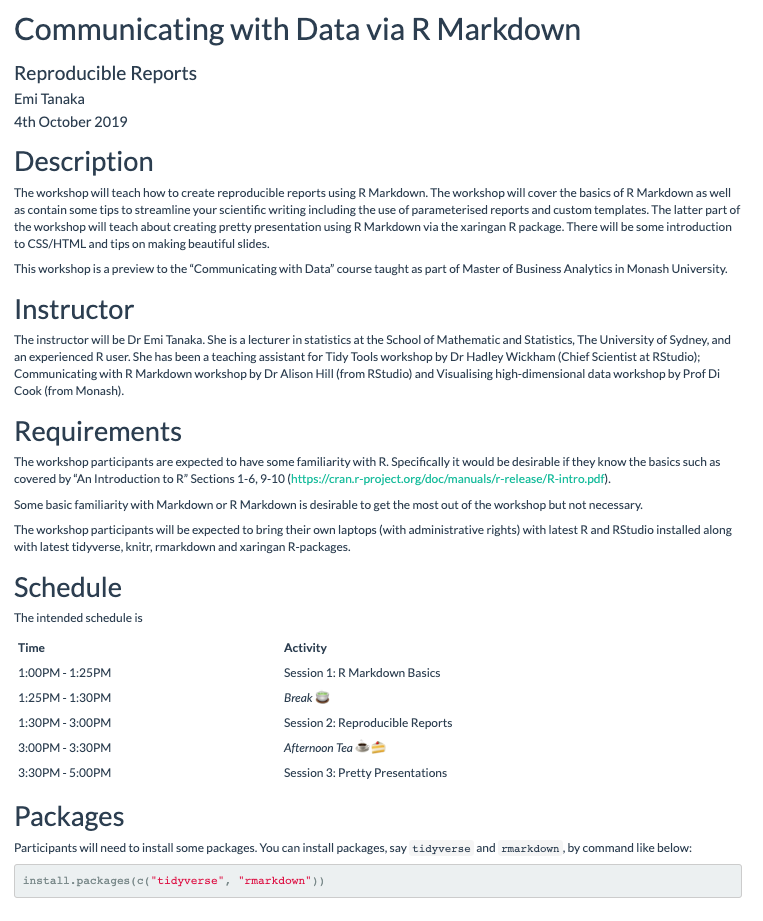 Communicating with Data via R Markdown
Reproducible Reports
Emi Tanaka
4th October 2019
Description
The workshop will teach how to create reproducible reports using R Markdown. The workshop will cover the basics of R Markdown as well
as contain some tips to streamline your scientific writing including the use of parameterised reports and custom templates. The latter part of
the workshop will teach about creating pretty presentation using R Markdown via the xaringan R package. There will be some introduction
to CSS/HTML and tips on making beautiful slides.
This workshop is a preview to the “Communicating with Data” course taught as part of Master of Business Analytics in Monash University.
Instructor
The instructor will be Dr Emi Tanaka. She is a lecturer in statistics at the School of Mathematic and Statistics, The University of Sydney, and
an experienced R user. She has been a teaching assistant for Tidy Tools workshop by Dr Hadley Wickham (Chief Scientist at RStudio);
Communicating with R Markdown workshop by Dr Alison Hill (from RStudio) and Visualising high-dimensional data workshop by Prof Di
Cook (from Monash).
Requirements
The workshop participants are expected to have some familiarity with R. Specifically it would be desirable if they know the basics such as
covered by “An Introduction to R” Sections 1-6, 9-10 (https://cran.r-project.org/doc/manuals/r-release/R-intro.pdf).
Some basic familiarity with Markdown or R Markdown is desirable to get the most out of the workshop but not necessary.
The workshop participants will be expected to bring their own laptops (with administrative rights) with latest R and RStudio installed along
with latest tidyverse, knitr, rmarkdown and xaringan R-packages.
Schedule
The intended schedule is
Time Activity
1:00PM - 1:25PM Session 1: R Markdown Basics
1:25PM - 1:30PM Break 🍵
1:30PM - 3:00PM Session 2: Reproducible Reports
3:00PM - 3:30PM Afternoon Tea ☕🍰
3:30PM - 5:00PM Session 3: Pretty Presentations
Packages
Participants will need to install some packages. You can install packages, say tidyverse and rmarkdown, by command like below:
install.packages(c("tidyverse", "rmarkdown"))